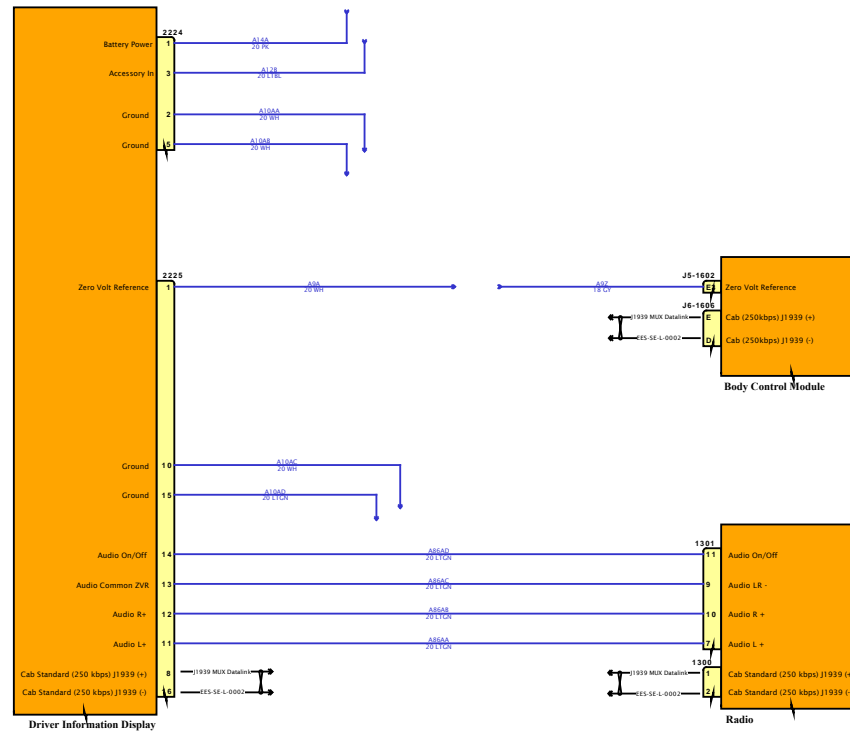 2224
Battery Power 1 A14A
20 PK
Accessory In 3 A12B
20 LTBL
Ground 2 A10AA
20 WH
Ground 5 A10AB
20 WH
2225
Zero Volt Reference 1 A9A
20 WH
A9Z
18 GY
J5-1602
Zero Volt Reference
J6-1606
J1939 MUX Datalink E Cab (250kbps) J1939 (+)
EES-SE-L-0002 D Cab (250kbps) J1939 (-)
Body Control Module
Ground 10 A10AC
20 WH
Ground 15 A10AD
20 LTGN
1301
Audio On/Off 14 A86AD 11 Audio On/Off
20 LTGN
Audio Common ZVR 13 A86AC 9 Audio LR -
20 LTGN
Audio R+ 12 A86AB 10 Audio R +
20 LTGN
Audio L+ 11 A86AA 7 Audio L +
20 LTGN
1300
Cab Standard (250 kbps) J1939 (+) 8 J1939 MUX Datalink J1939 MUX Datalink 1 Cab Standard (250 kbps) J1939 (+
Cab Standard (250 kbps) J1939 (-) 16 EES-SE-L-0002 EES-SE-L-0002 2 Cab Standard (250 kbps) J1939 (-
Driver Information Display
Radio